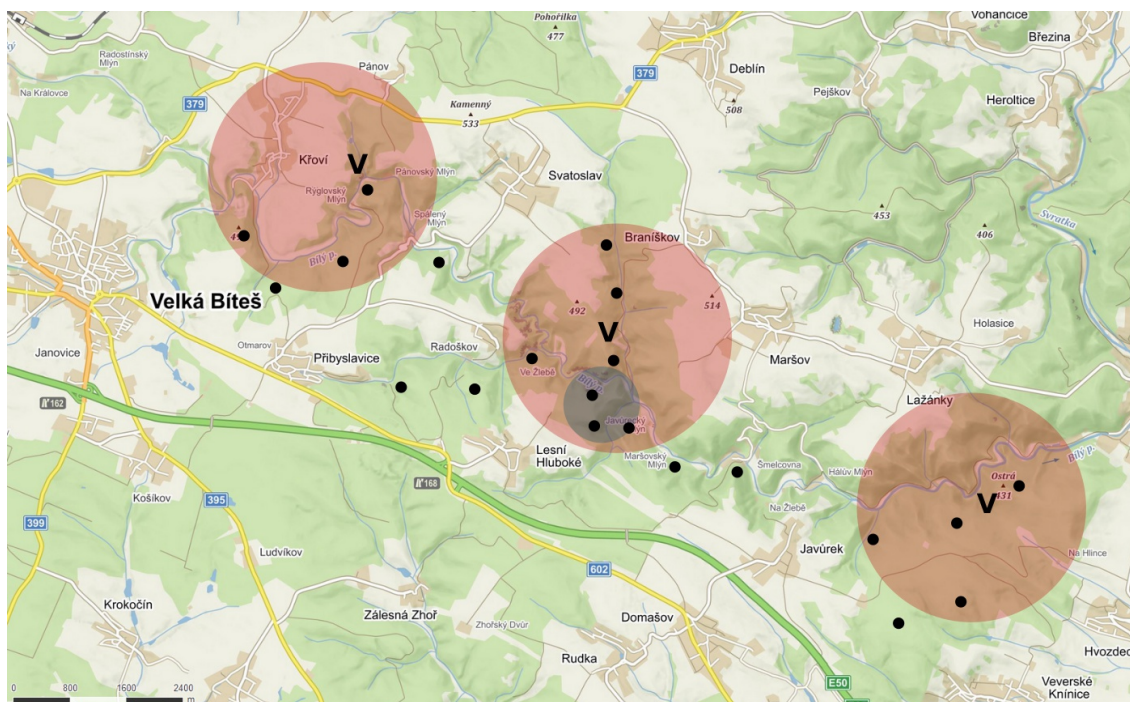 Pohořílka
477
Vohančice
Březina
Radostínský
Mlýn
Pánov
379
Deblín
Pejškov
Na Královce
379
Kamenný
533
508
Heroltice
Křoví
V
Pánovský Mlýn
Svatoslav
Rýglovský
Mlýn
Spálený
Mlýn
453
Svratka
406
Braníškov
Bílý p.
Velká Bíteš
492
514
V
Holasice
Janovice
Otmarov
Přibyslavice
Radoškov
Ve Žlebě
Maršov
162
Bílý p.
Lažánky
Javůrecký
Mlýn
Lesní
Hluboké
Maršovský
Mlýn
Šmelcovna
Hálův Mlýn
Bílý p.
168
Ostrá
431
V
Košíkov
395
Na Žlebě
399
Javůrek
Ludvíkov
Na Hlince
602
Krokočín
Zálesná Zhoř
Zhořský Dvůr
Domašov
Rudka
Hvozdec
E50
Veverské
Knínice
0 800 1600 2400
m